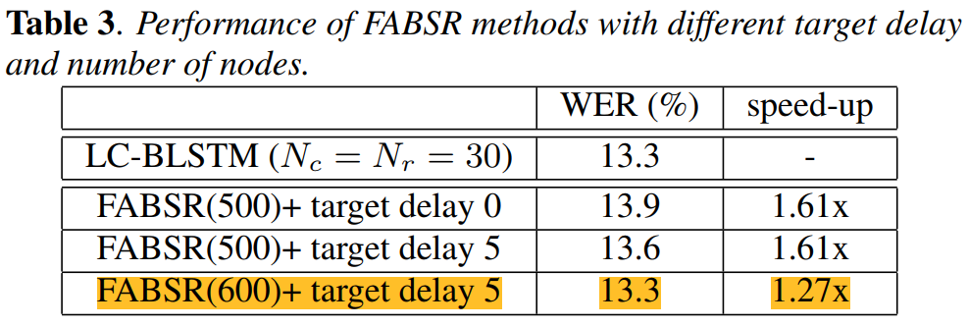 Table 3. Performance of FABSR methods with different target delay
and number of nodes.
WER (%) speed-up
LC-BLSTM (Nc = Nr = 30) 13.3 -
FABSR(500)+ target delay 0 13.9 1.61x
FABSR(500)+ target delay 5 13.6 1.61x
FABSR(600)+ target delay 5 13.3 1.27x